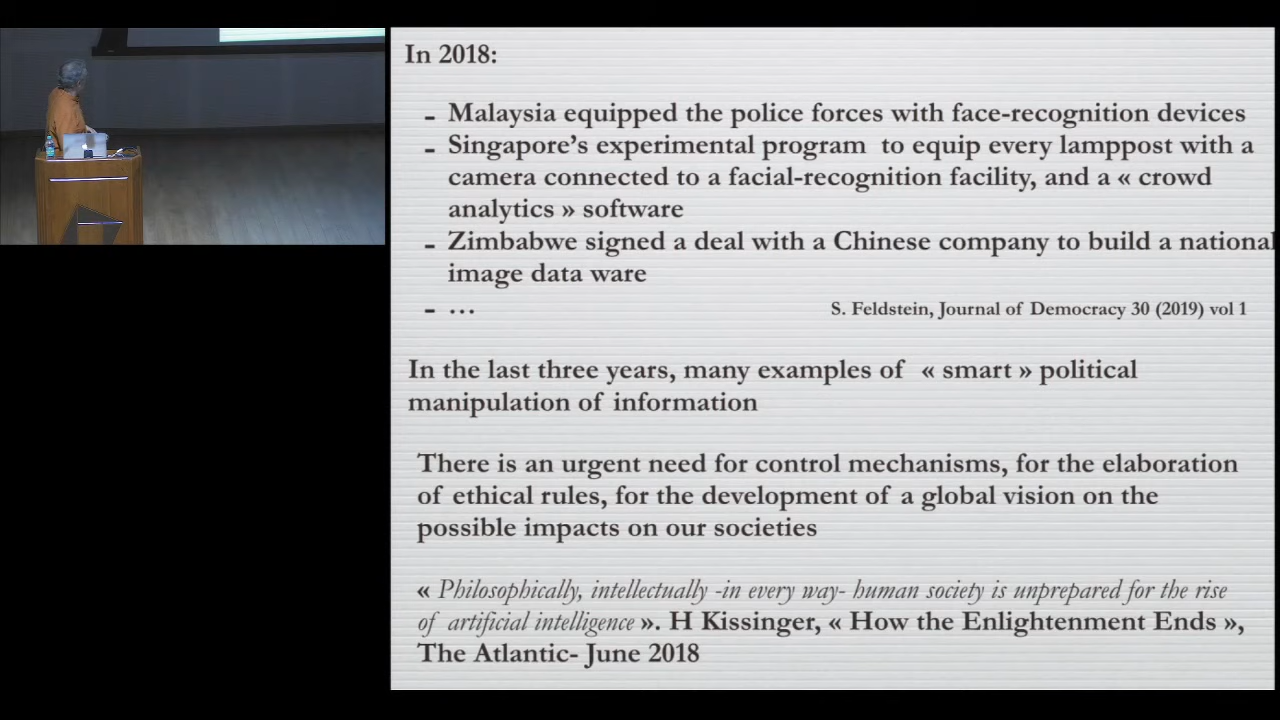 In 2018:
- Malaysia equipped the police forces with face-recognition devices
- Singapore’s experimental program to equip every lamppost with a
camera connected to a facial-recognition facility, and a « crowd
analytics » software
- Zimbabwe signed a deal with a Chinese company to build a national
image data ware
- …
S. Feldstein, Journal of Democracy 30 (2019) vol 1
In the last three years, many examples of « smart » political
manipulation of information
There is an urgent need for control mechanisms, for the elaboration
of ethical rules, for the development of a global vision on the
possible impacts on our societies
« Philosophically, intellectually -in every way- human society is unprepared for the rise
of artificial intelligence ». H Kissinger, « How the Enlightenment Ends »,
The Atlantic- June 2018